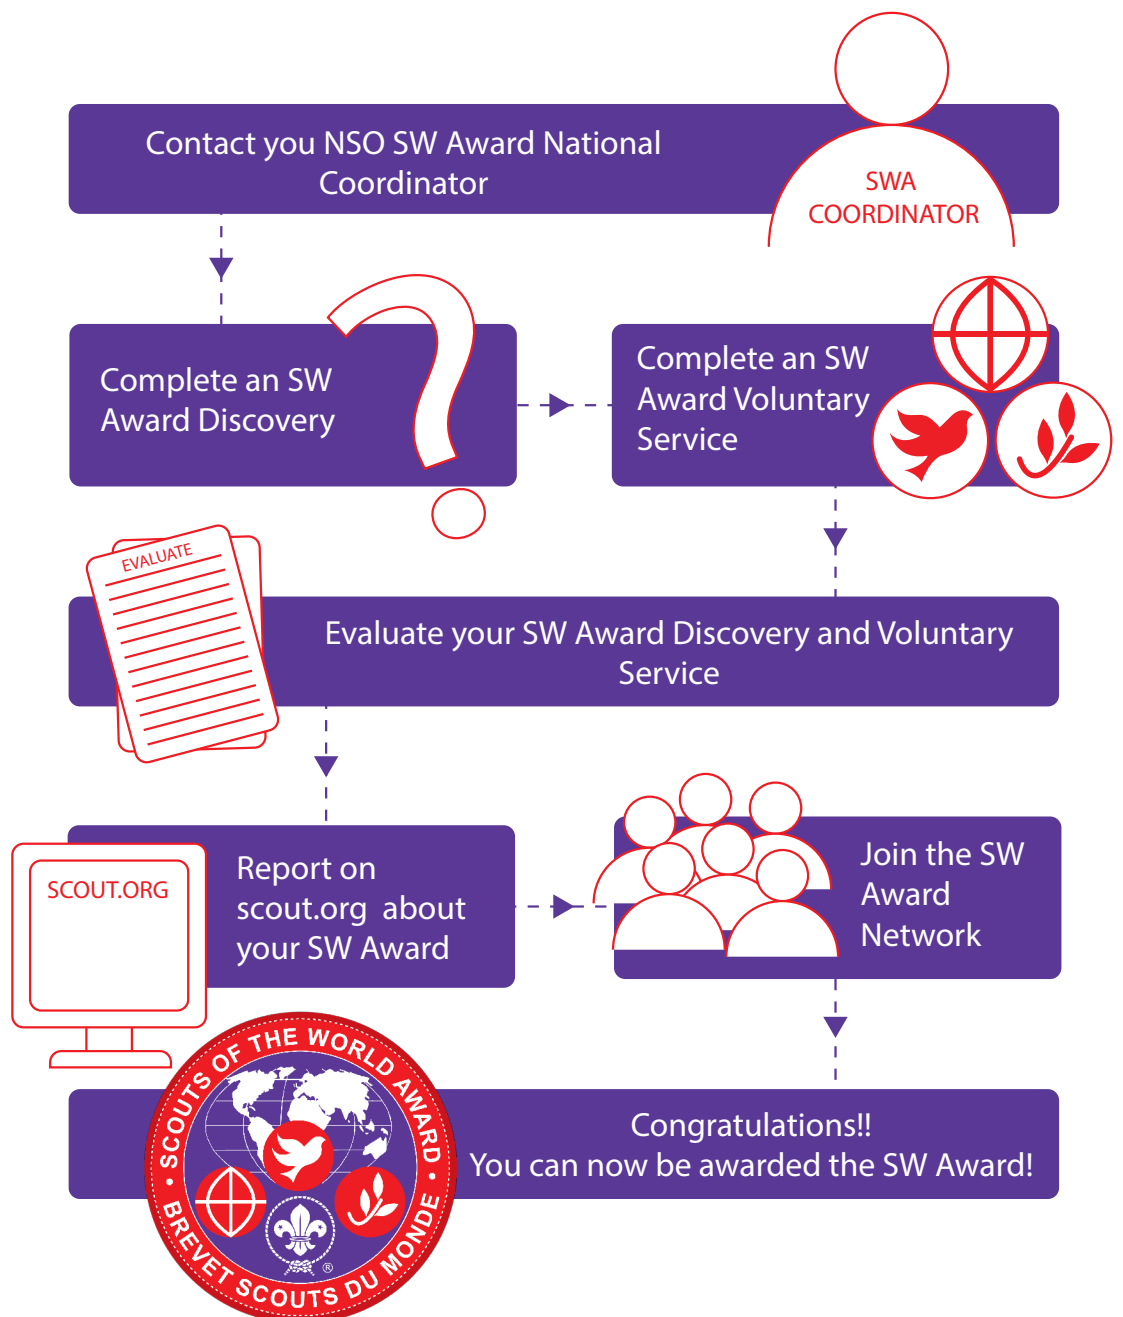 Contact you NSO SW Award National
Coordinator
SWA
COORDINATOR
Complete an SW
Award Discovery
Complete an SW
Award Voluntary
Service
EVALUATE
Evaluate your SW Award Discovery and Voluntary
Service
SCOUT.ORG
Report on
scout.org about
your SW Award
Join the SW
Award
Network
• SCOUTS OF THE WORLD AWARD •
BREVET SCOUTS DU MONDE
®
Congratulations!!
You can now be awarded the SW Award!